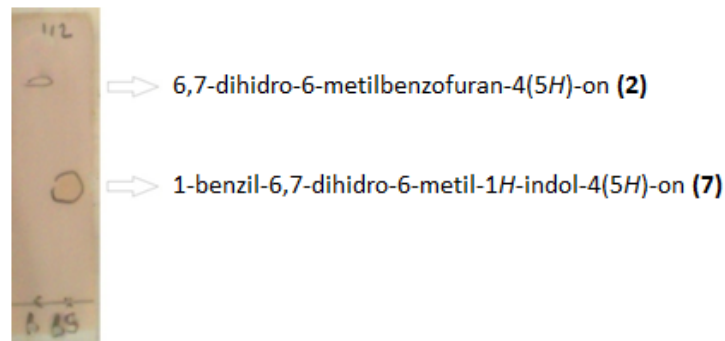 1/2
6,7-dihidro-6-metilbenzofuran-4(5H)-on (2)
1-benzil-6,7-dihidro-6-metil-1H-indol-4(5H)-on (7)
B BS